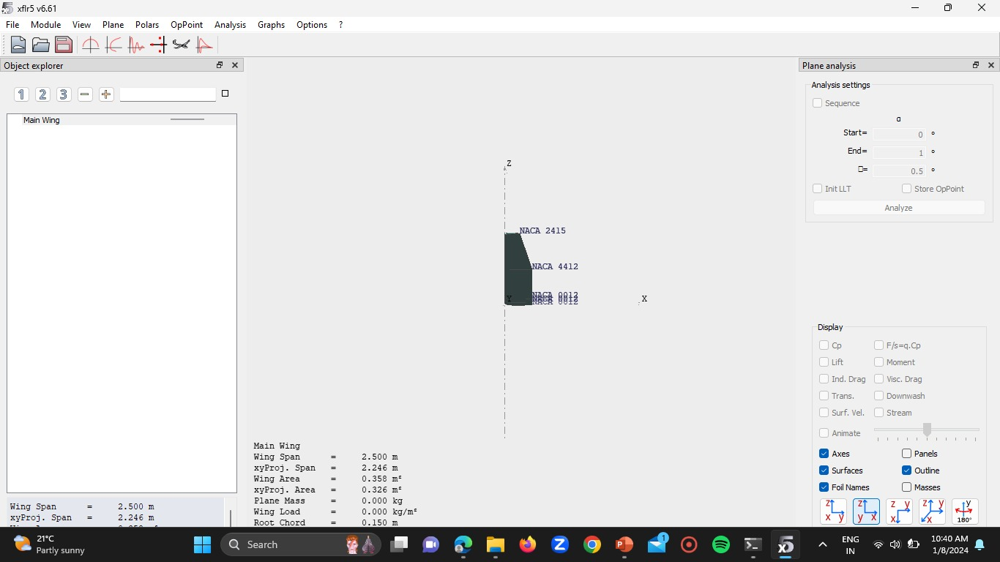 xflr5 v6.61
File Module View Plane Polars OpPoint Analysis Graphs Options ?
Object explorer
1 2 3
Main Wing
Wing Span = 2.500 m
xyProj. Span = 2.246 m
Z
NACA 2415
NACA 4412
NACA 0012
NACA 0012
NACA 0012
Y
X
Main Wing
Wing Span = 2.500 m
xyProj. Span = 2.246 m
Wing Area = 0.358 m²
xyProj. Area = 0.326 m²
Plane Mass = 0.000 kg
Wing Load = 0.000 kg/m²
Root Chord = 0.150 m
Plane analysis
Analysis settings
Sequence
α
Start= 0 °
End= 1 °
□= 0.5 °
Init LLT Store OpPoint
Analyze
Display
Cp F/s=q.Cp
Lift Moment
Ind. Drag Visc. Drag
Trans. Downwash
Surf. Vel. Stream
Animate
Axes Panels
Surfaces Outline
Foil Names Masses
Z X y
Z y X
Z y X
Z y X
y 180°
21°C
Partly sunny
Search
1
ENG
IN
10:40 AM
1/8/2024